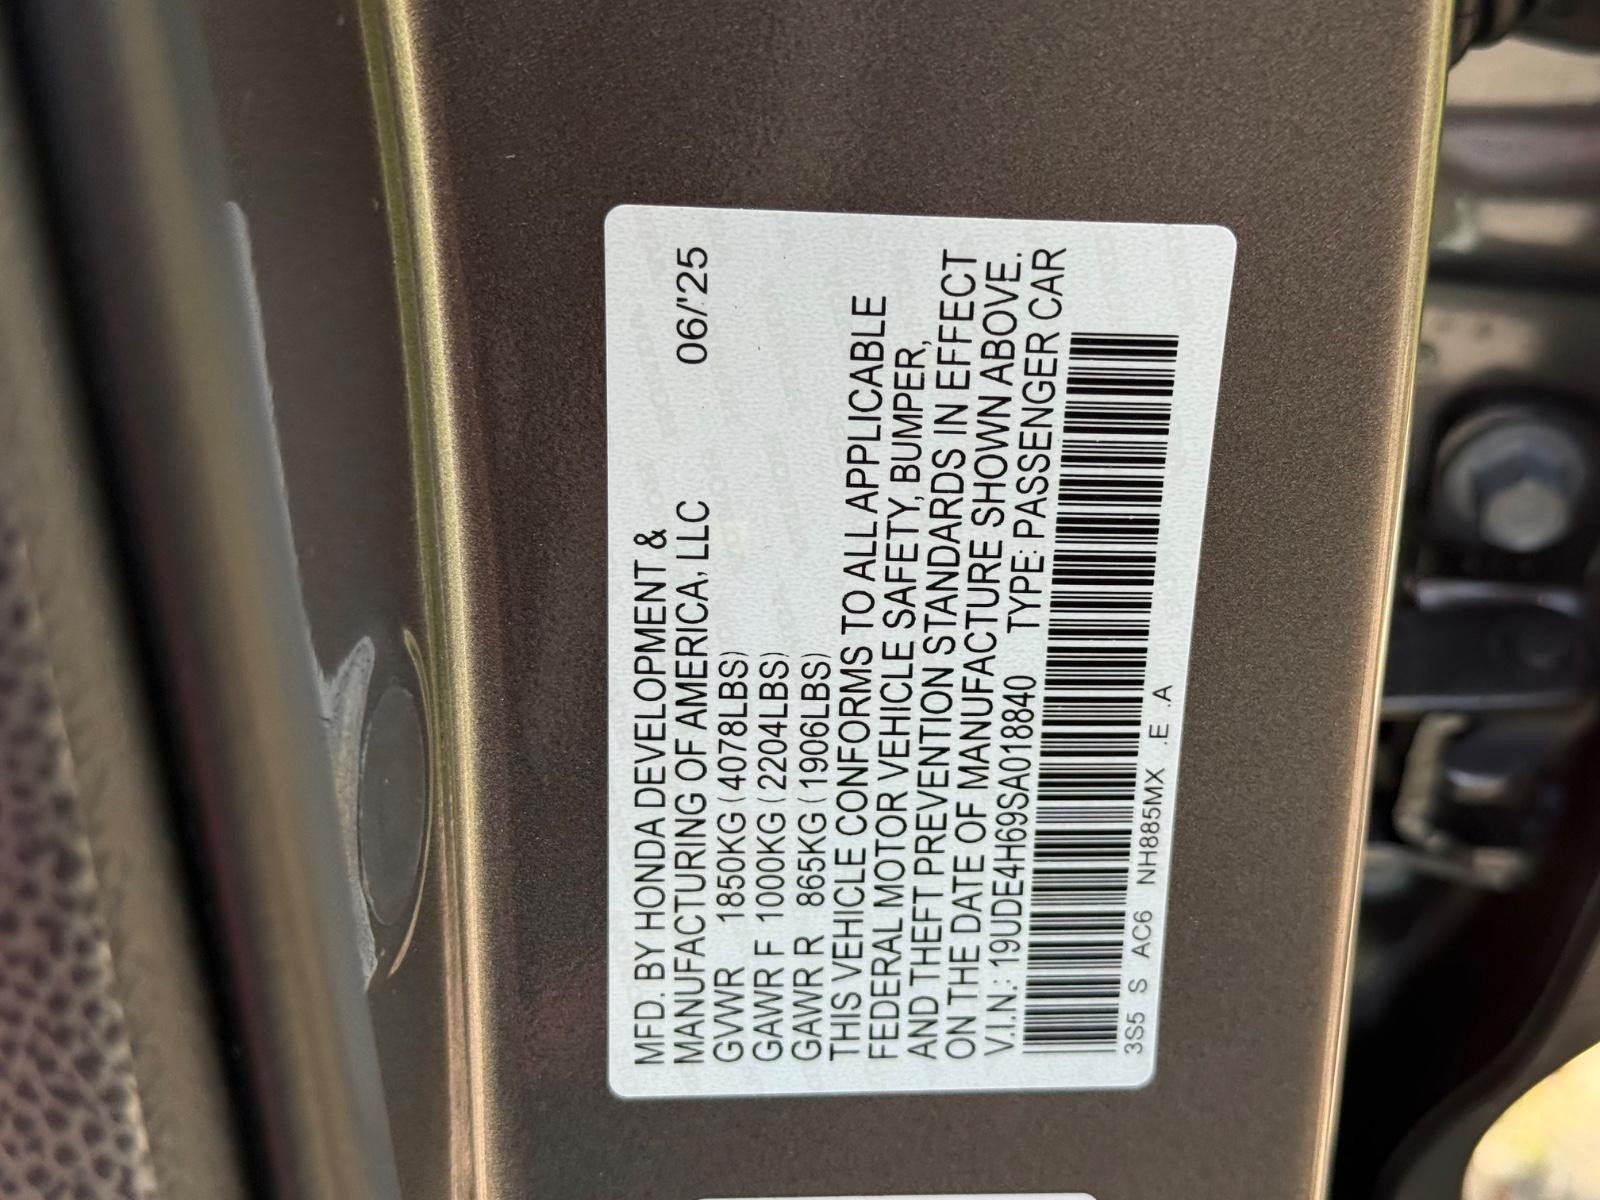 MFD. BY HONDA DEVELOPMENT &
MANUFACTURING OF AMERICA, LLC 06/'25
GVWR 1850KG (4078LBS)
GAWR F 1000KG (2204LBS)
GAWR R 865KG (1906LBS)
THIS VEHICLE CONFORMS TO ALL APPLICABLE
FEDERAL MOTOR VEHICLE SAFETY, BUMPER,
AND THEFT PREVENTION STANDARDS IN EFFECT
ON THE DATE OF MANUFACTURE SHOWN ABOVE.
V.I.N.: 19UDE4H69SA018840 TYPE: PASSENGER CAR
3S5 S AC6 NH885MX .E .A